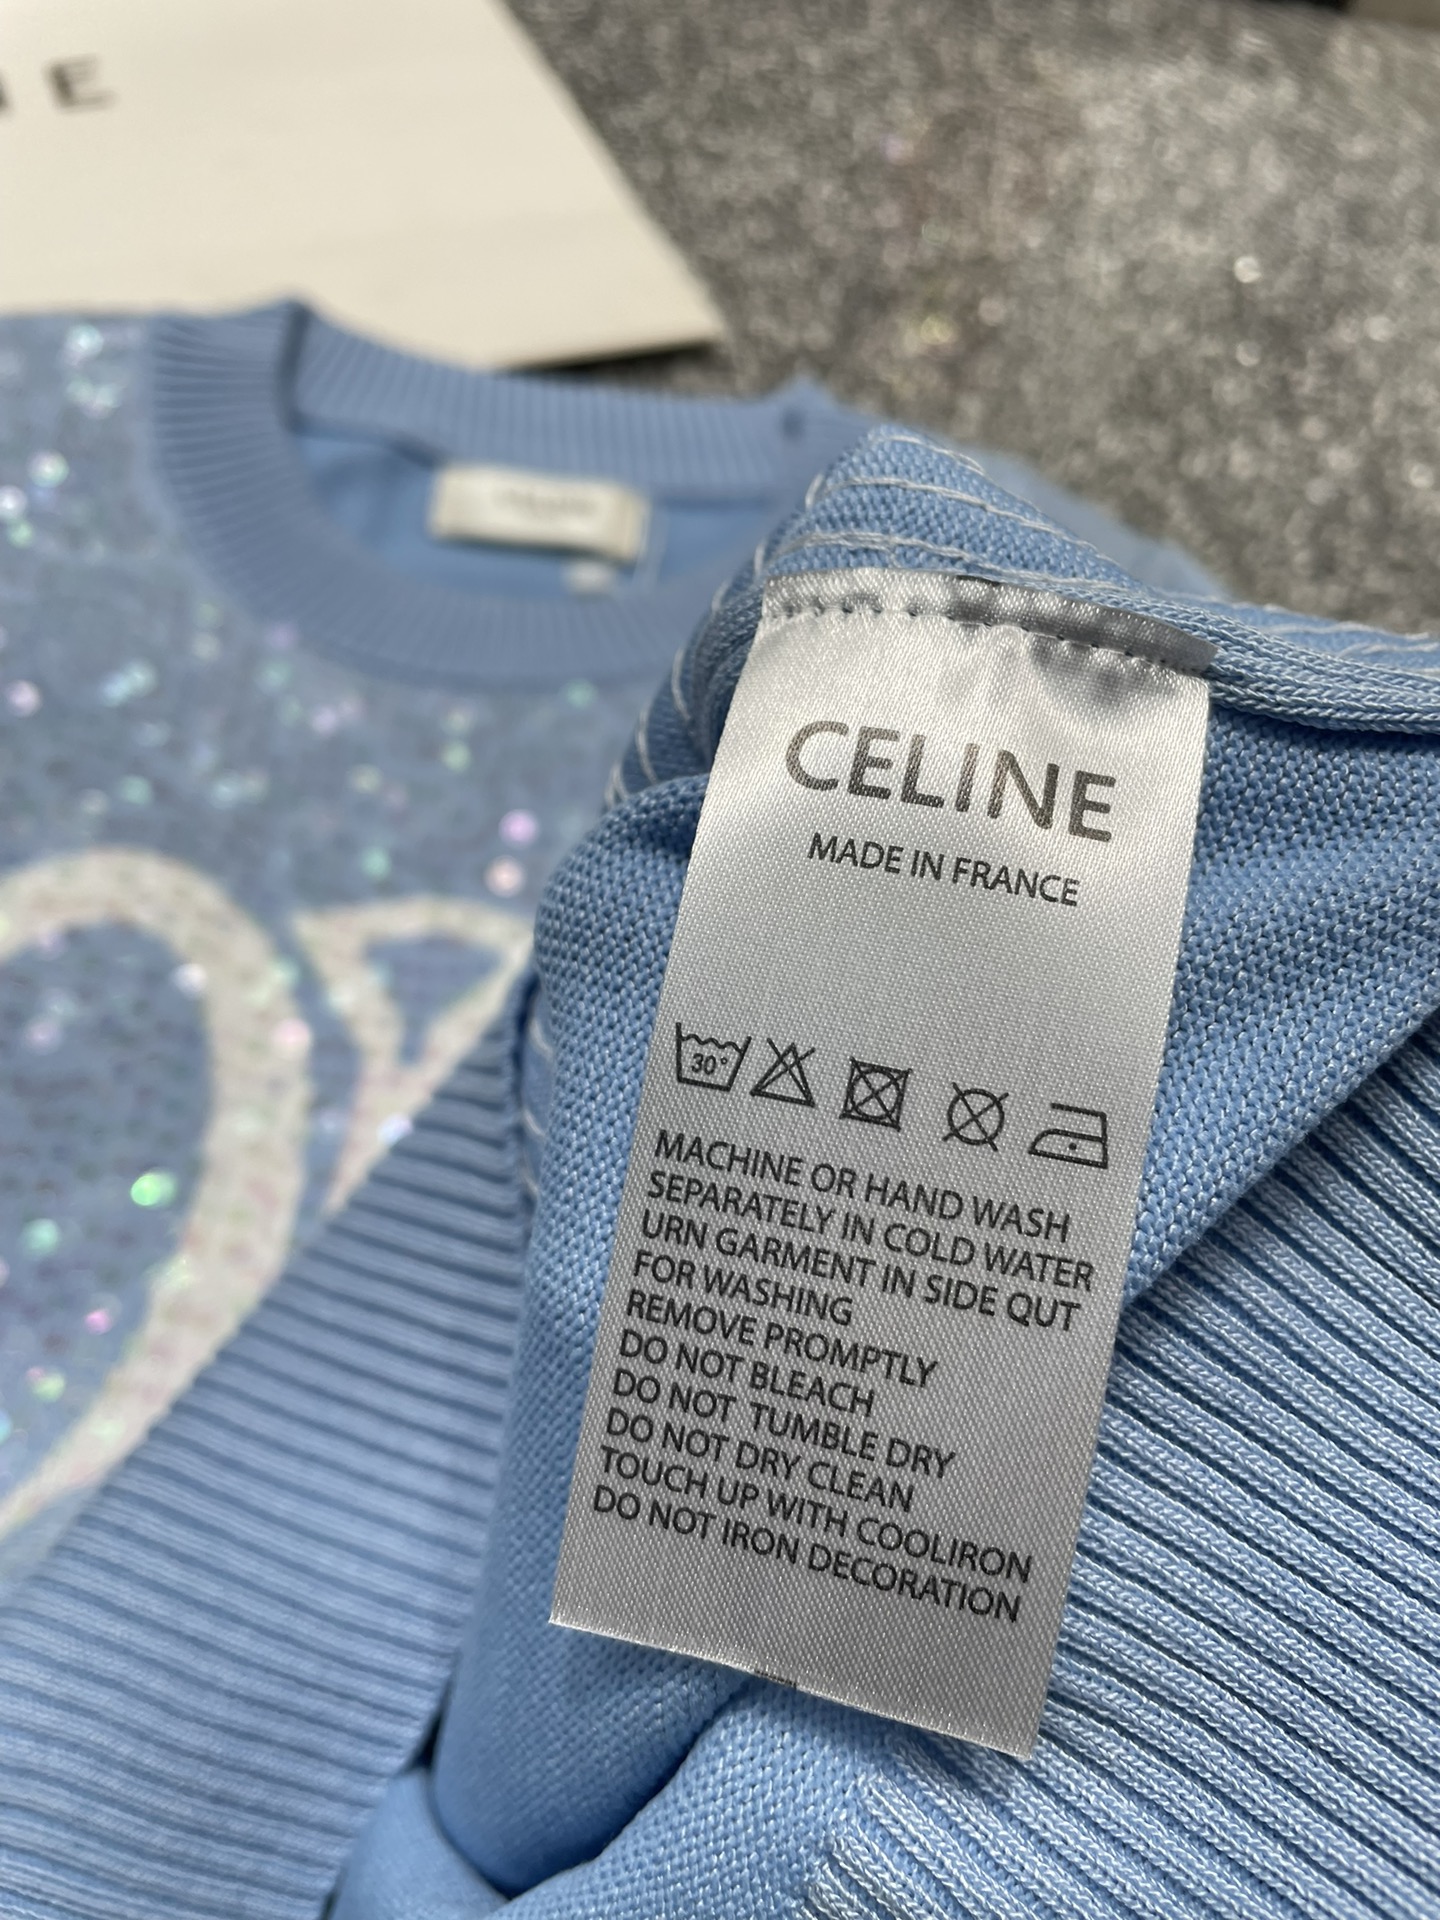 E
CELINE
MADE IN FRANCE
30°
MACHINE OR HAND WASH
SEPARATELY IN COLD WATER
URN GARMENT IN SIDE QUT
FOR WASHING
REMOVE PROMPTLY
DO NOT BLEACH
DO NOT TUMBLE DRY
DO NOT DRY CLEAN
TOUCH UP WITH COOLIRON
DO NOT IRON DECORATION